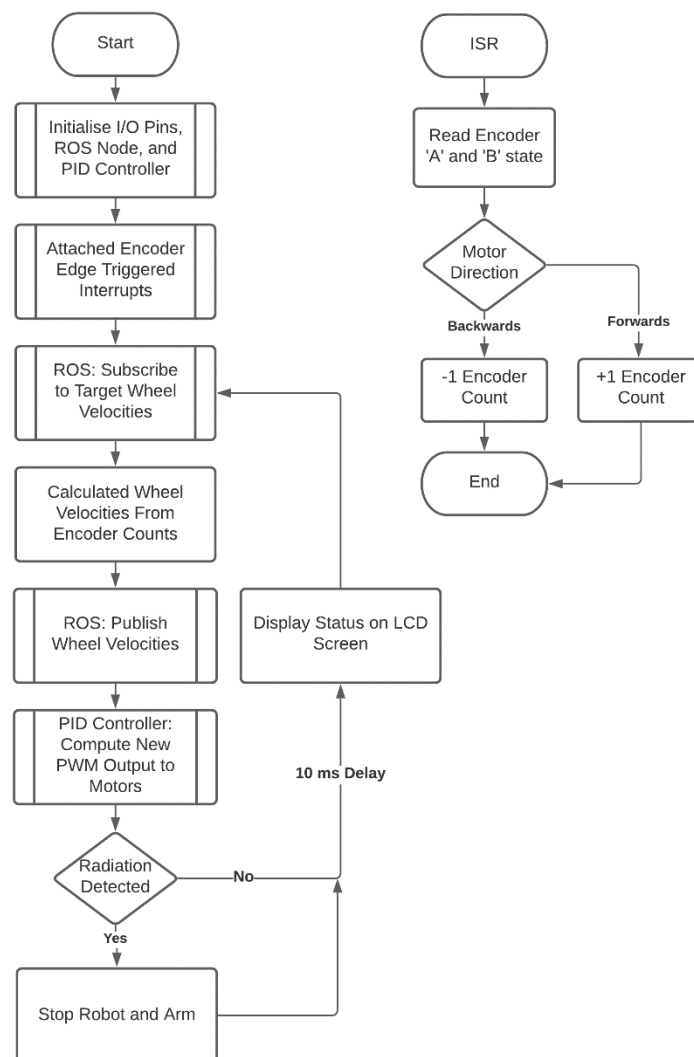 Start
Initialise I/O Pins,
ROS Node, and
PID Controller
Attached Encoder
Edge Triggered
Interrupts
ROS: Subscribe
to Target Wheel
Velocities
Calculated Wheel
Velocities From
Encoder Counts
ROS: Publish
Wheel Velocities
PID Controller:
Compute New
PWM Output to
Motors
Radiation
Detected
No
Yes
Stop Robot and Arm
10 ms Delay
Display Status on LCD
Screen
ISR
Read Encoder
'A' and 'B' state
Motor
Direction
Backwards
Forwards
-1 Encoder
Count
+1 Encoder
Count
End